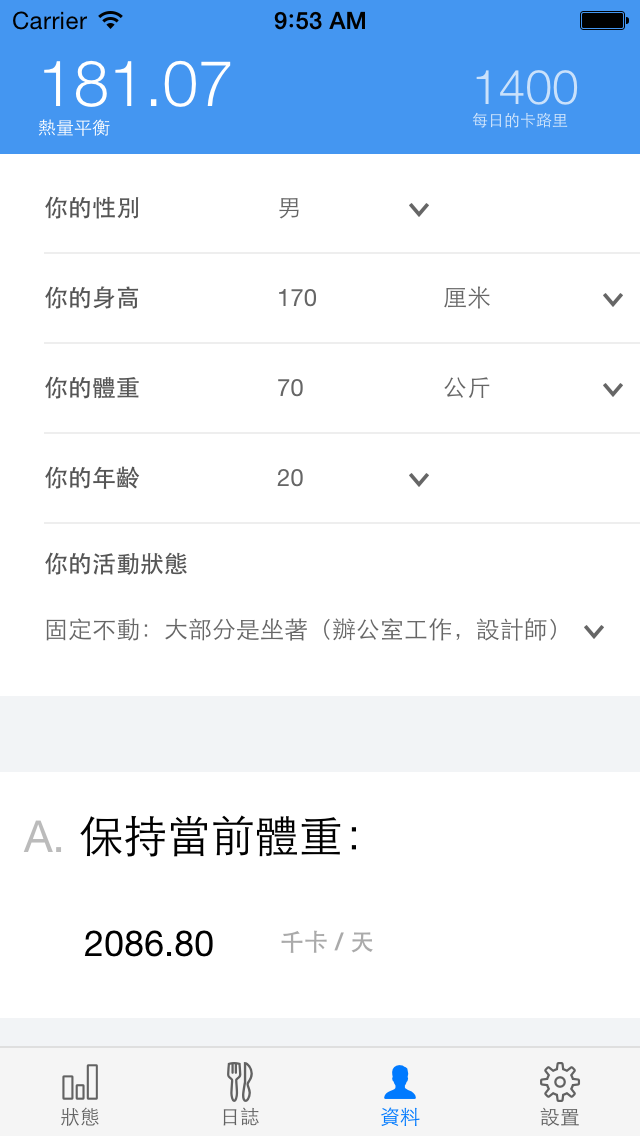 Carrier 9:53 AM
181.07 1400
熱量平衡 每日的卡路里
你的性別 男
你的身高 170 厘米
你的體重 70 公斤
你的年齡 20
你的活動狀態
固定不動：大部分是坐著（辦公室工作，設計師）
A. 保持當前體重：
2086.80 千卡 / 天
狀態 日誌 資料 設置